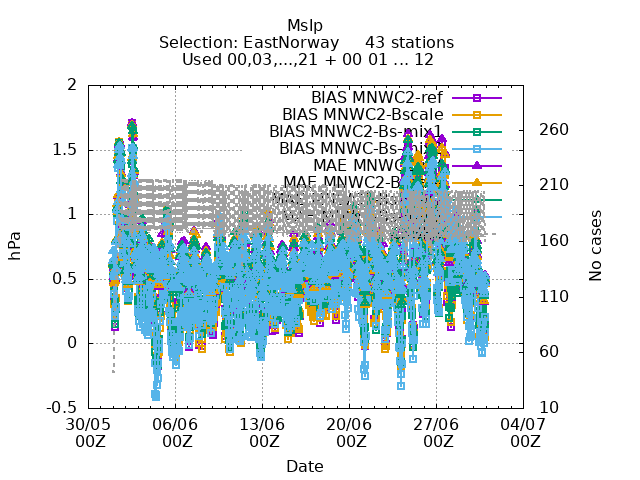 Mslp
Selection: EastNorway 43 stations
Used 00,03,...,21 + 00 01 ... 12
hPa
No cases
2
1.5
1
0.5
0
-0.5
260
210
160
110
60
10
BIAS MNWC2-ref
BIAS MNWC2-Bscale
BIAS MNWC2-Bs-mix1
BIAS MNWC-Bs-mix
MAE MNWC
MAE MNWC2-B
30/05 06/06 13/06 20/06 27/06 04/07
00Z 00Z 00Z 00Z 00Z 00Z
Date